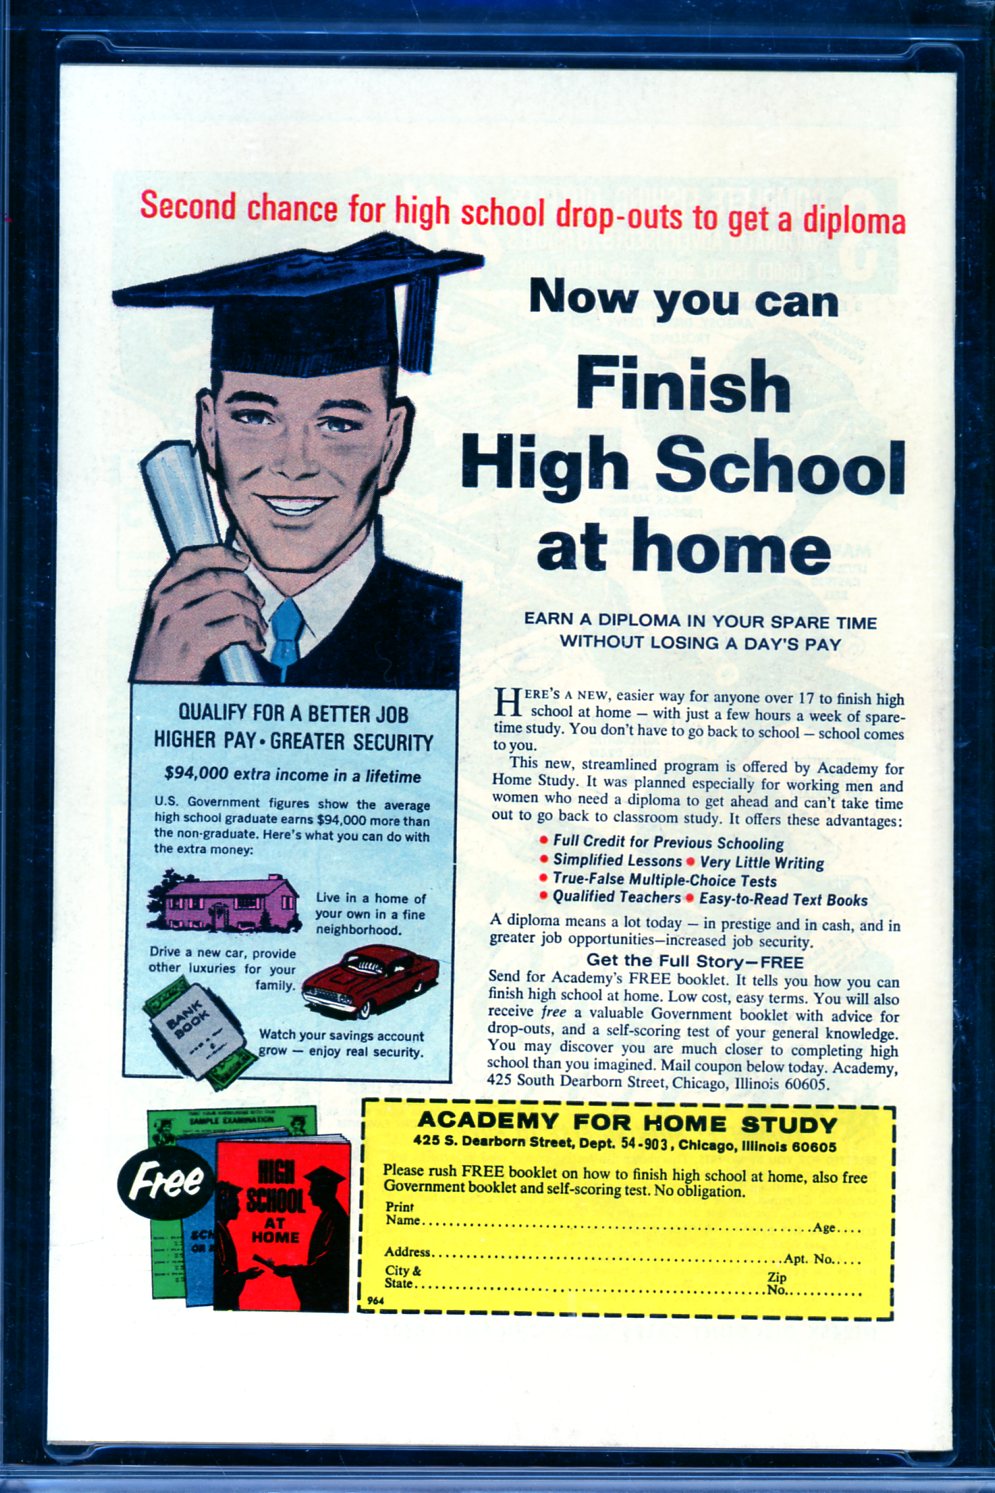 Second chance for high school drop-outs to get a diploma
Now you can
Finish
High School
at home
EARN A DIPLOMA IN YOUR SPARE TIME
WITHOUT LOSING A DAY'S PAY
QUALIFY FOR A BETTER JOB
HIGHER PAY • GREATER SECURITY
$94,000 extra income in a lifetime
U.S. Government figures show the average
high school graduate earns $94,000 more than
the non-graduate. Here's what you can do with
the extra money:
Live in a home of
your own in a fine
neighborhood.
Drive a new car, provide
other luxuries for your
family.
BANK
BOOK
Watch your savings account
grow — enjoy real security.
HERE'S A NEW, easier way for anyone over 17 to finish high
school at home — with just a few hours a week of spare-
time study. You don't have to go back to school — school comes
to you.
This new, streamlined program is offered by Academy for
Home Study. It was planned especially for working men and
women who need a diploma to get ahead and can't take time
out to go back to classroom study. It offers these advantages:
• Full Credit for Previous Schooling
• Simplified Lessons • Very Little Writing
• True-False Multiple-Choice Tests
• Qualified Teachers • Easy-to-Read Text Books
A diploma means a lot today — in prestige and in cash, and in
greater job opportunities—increased job security.
Get the Full Story—FREE
Send for Academy's FREE booklet. It tells you how you can
finish high school at home. Low cost, easy terms. You will also
receive free a valuable Government booklet with advice for
drop-outs, and a self-scoring test of your general knowledge.
You may discover you are much closer to completing high
school than you imagined. Mail coupon below today. Academy,
425 South Dearborn Street, Chicago, Illinois 60605.
SAMPLE EXAMINATION
Free
HIGH
SCHOOL
AT
HOME
ACADEMY FOR HOME STUDY
425 S. Dearborn Street, Dept. 54-903, Chicago, Illinois 60605
Please rush FREE booklet on how to finish high school at home, also free
Government booklet and self-scoring test. No obligation.
Print
Name.......... Age....
Address.......... Apt. No.....
City &
State.......... Zip
No...........
964